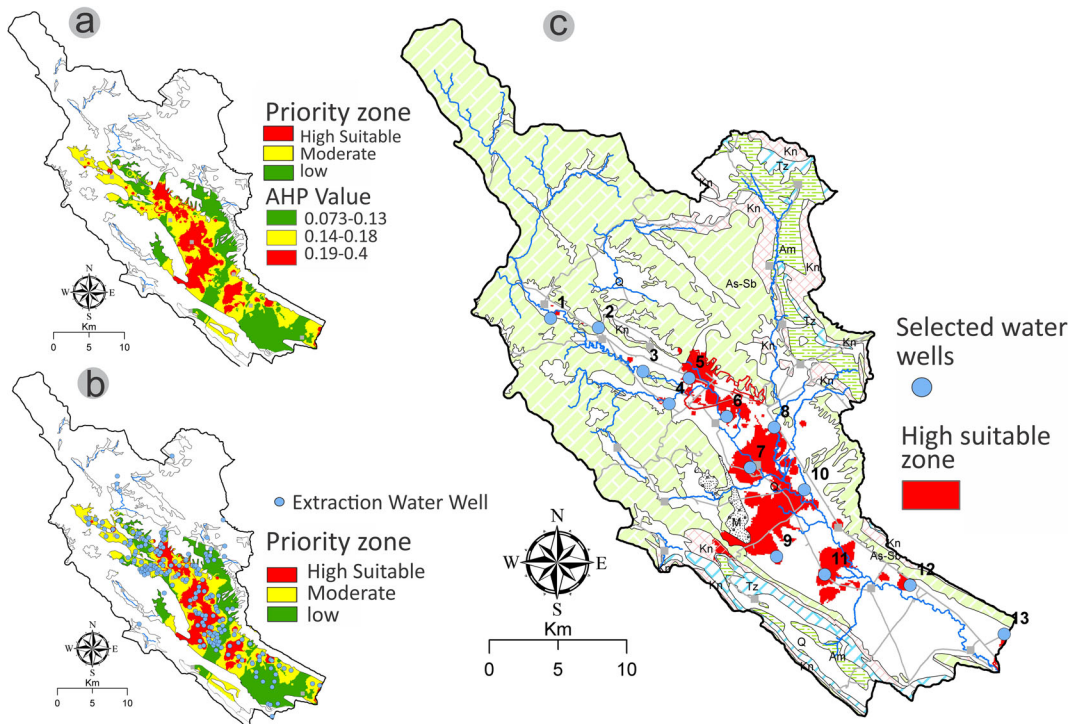 a
Priority zone
High Suitable
Moderate
low
AHP Value
0.073-0.13
0.14-0.18
0.19-0.4
N
W E
S
Km
0 5 10
b
Extraction Water Well
Priority zone
High Suitable
Moderate
low
N
W E
S
Km
0 5 10
c
Kn
Tz
Kn
Kn
Am
Kn
As-Sb
Q
Tz
1
2
Kn
Kn
Kn
3
5
Kn
4
6
8
7
10
Q
M
9
Kn
Kn
As-Sb
11
12
Kn
Tz
13
Q
Am
Kn
N
W E
S
Km
0 5 10
Selected water
wells
High suitable
zone